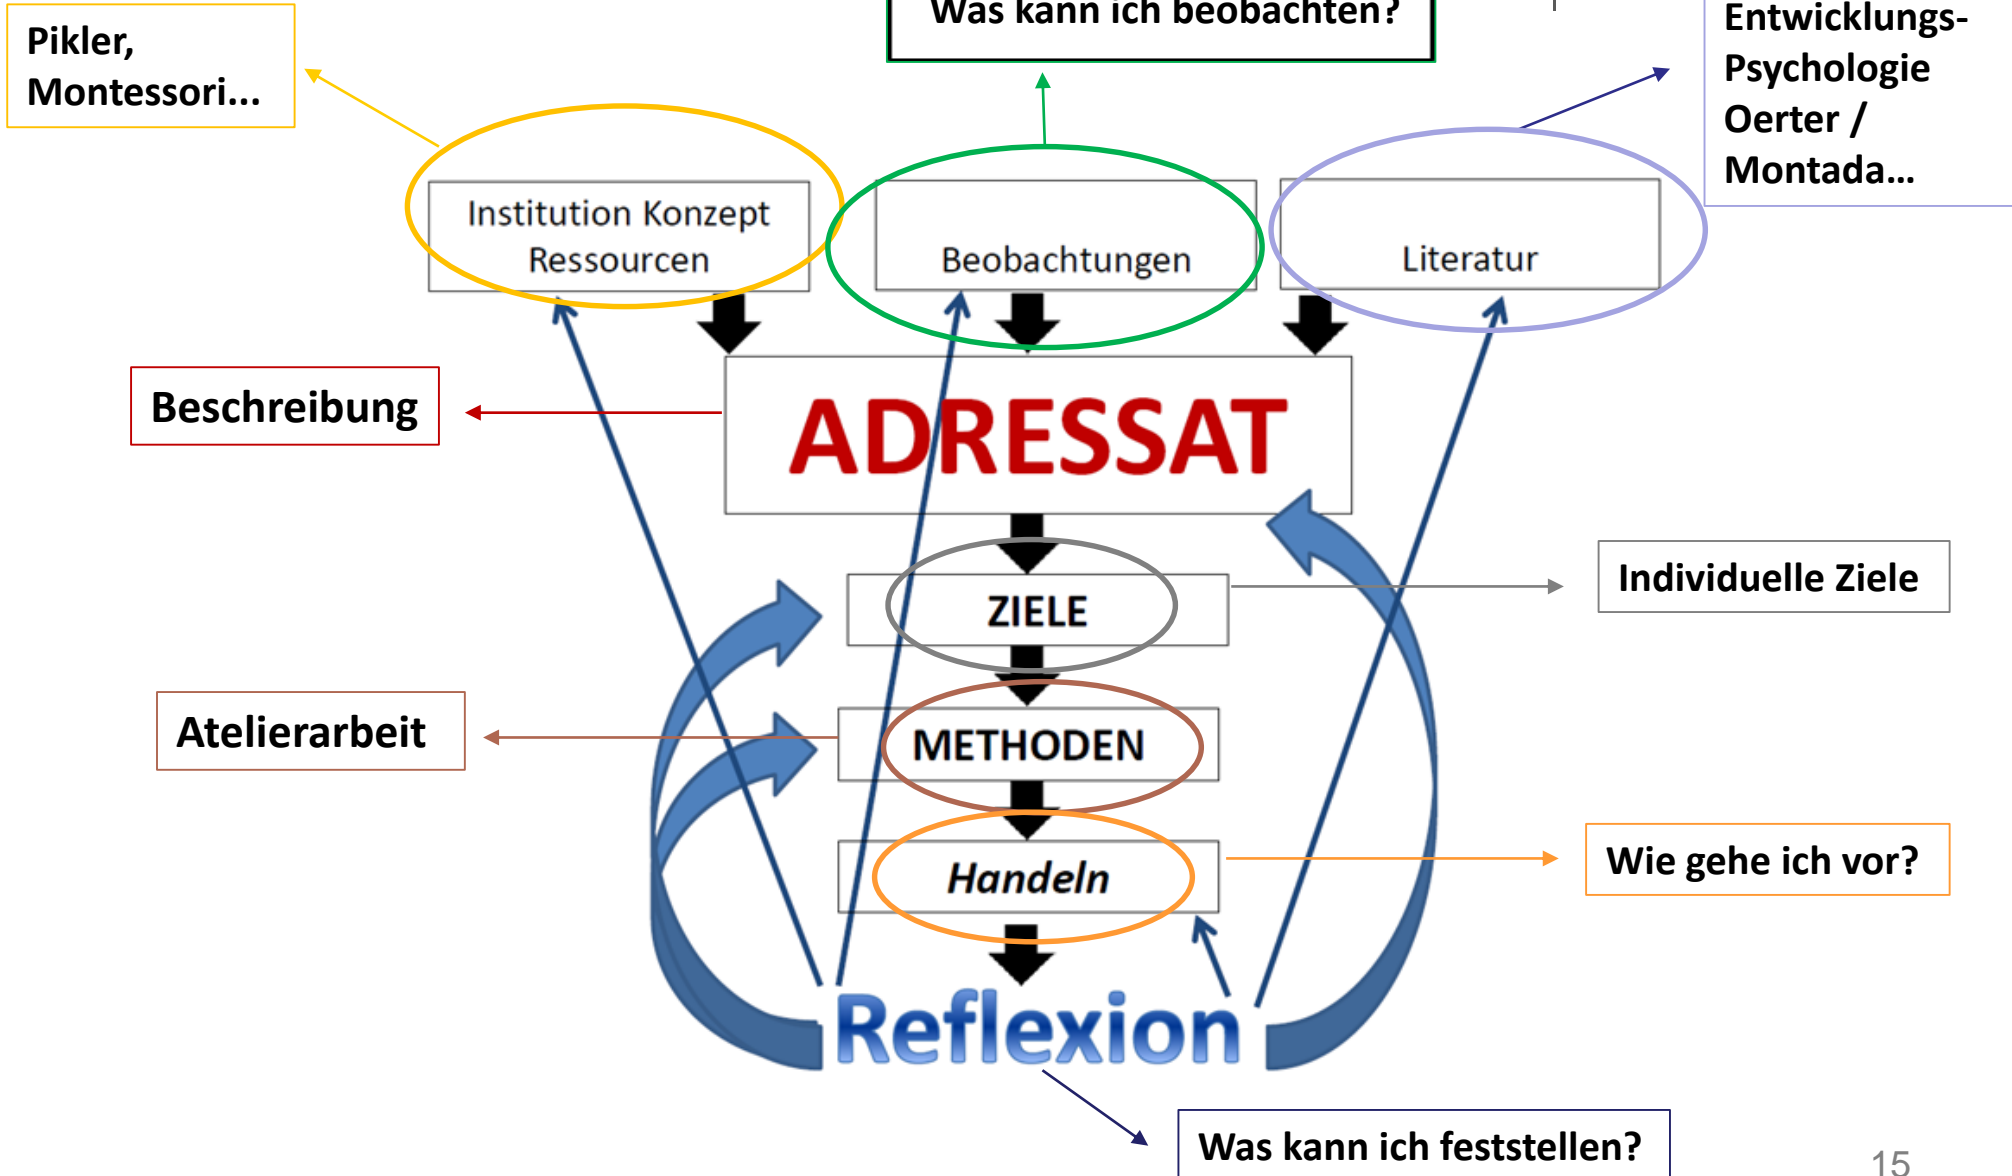 Was kann ich beobachten?
Pikler,
Montessori...
Entwicklungs-
Psychologie
Oerter /
Montada...
Institution Konzept
Ressourcen
Beobachtungen
Literatur
Beschreibung
ADRESSAT
ZIELE
Individuelle Ziele
Atelierarbeit
METHODEN
Handeln
Wie gehe ich vor?
Reflexion
Was kann ich feststellen?
15